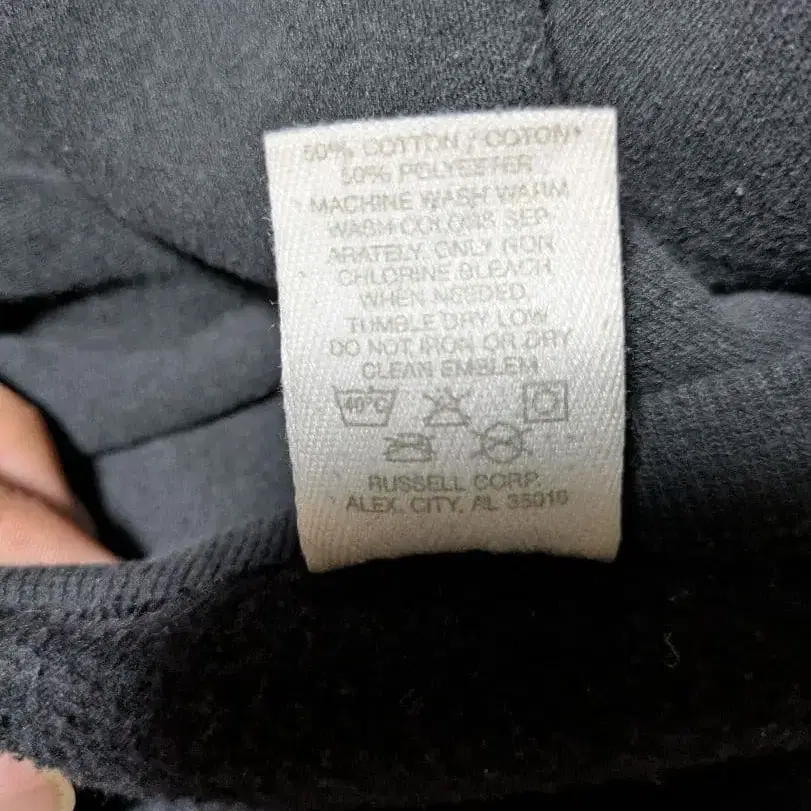 50% COTTON / COTON
50% POLYESTER
MACHINE WASH WARM
WASH COLORS SEP-
ARATELY. ONLY NON
CHLORINE BLEACH
WHEN NEEDED.
TUMBLE DRY LOW
DO NOT IRON OR DRY
CLEAN EMBLEM
40°C
RUSSELL CORP.
ALEX. CITY, AL 35010